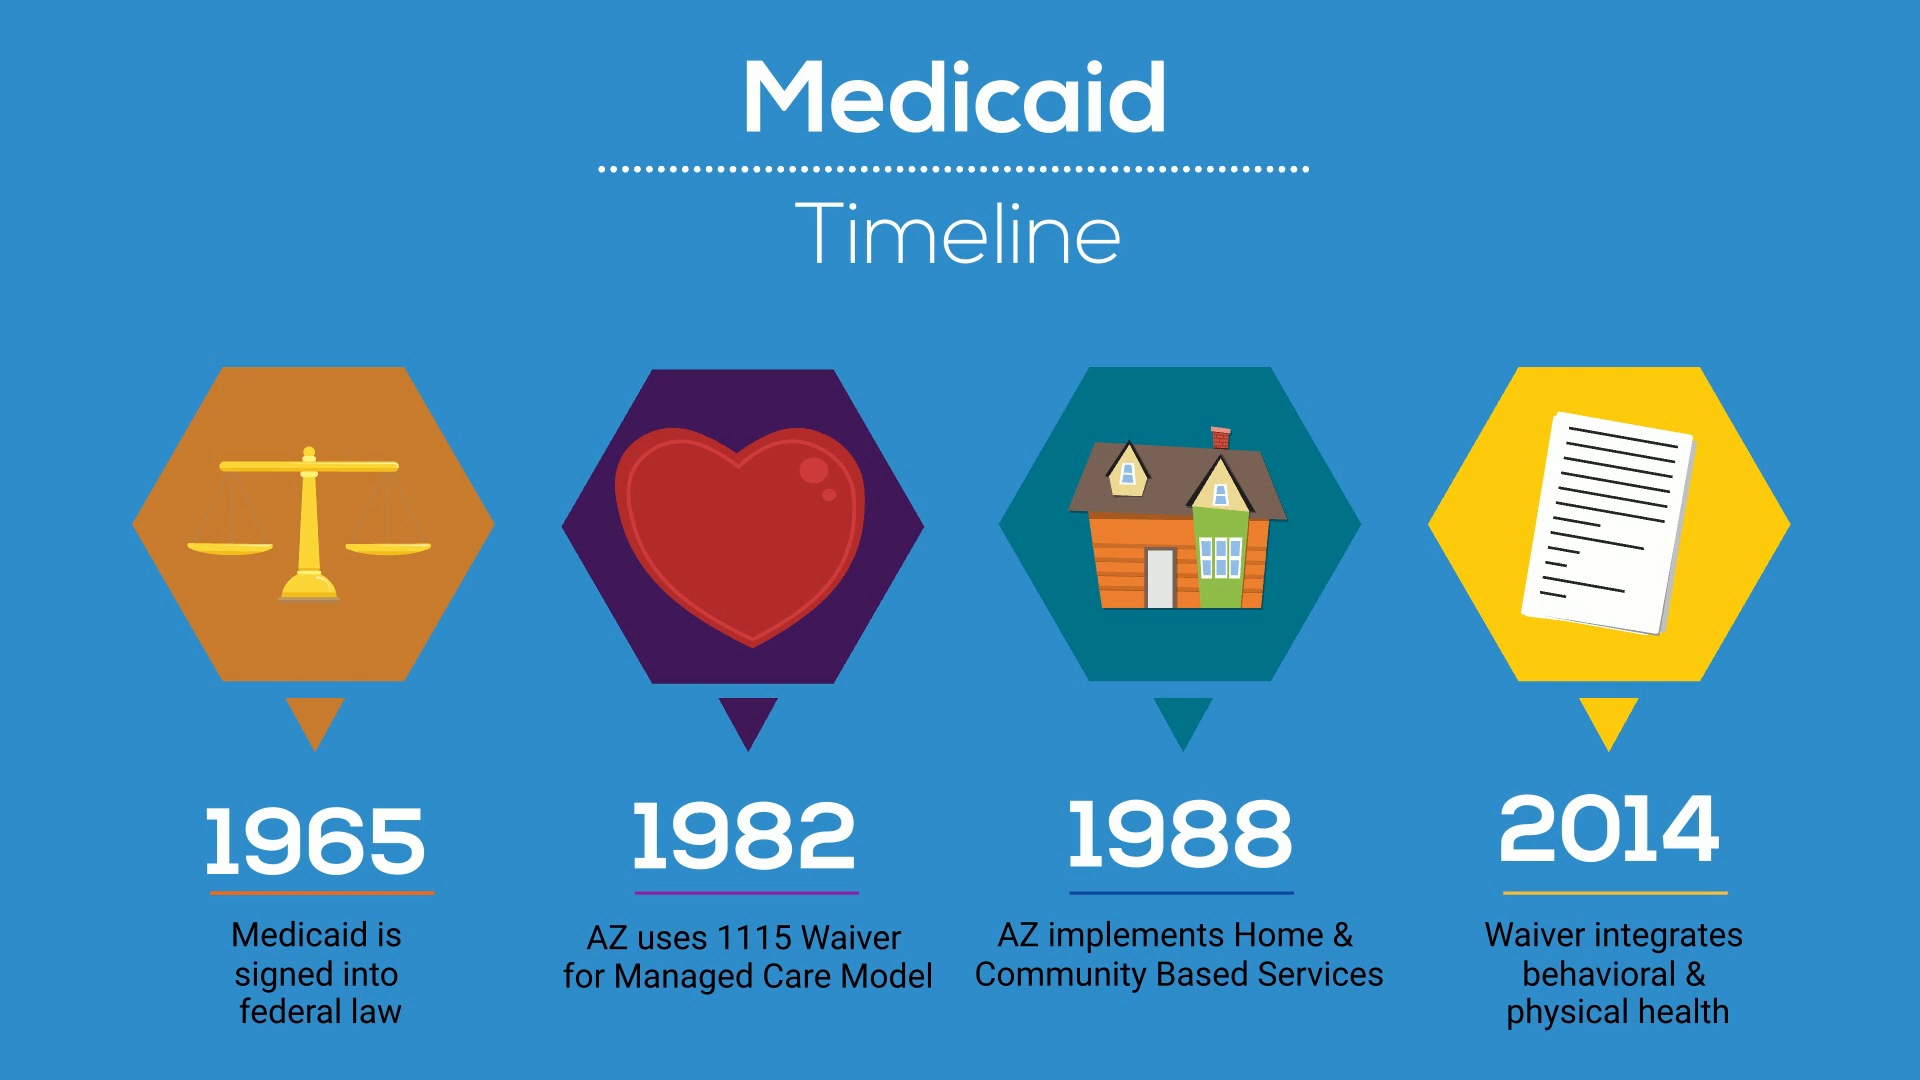 Medicaid
Timeline
1965
Medicaid is
signed into
federal law
1982
AZ uses 1115 Waiver
for Managed Care Model
1988
AZ implements Home &
Community Based Services
2014
Waiver integrates
behavioral &
physical health